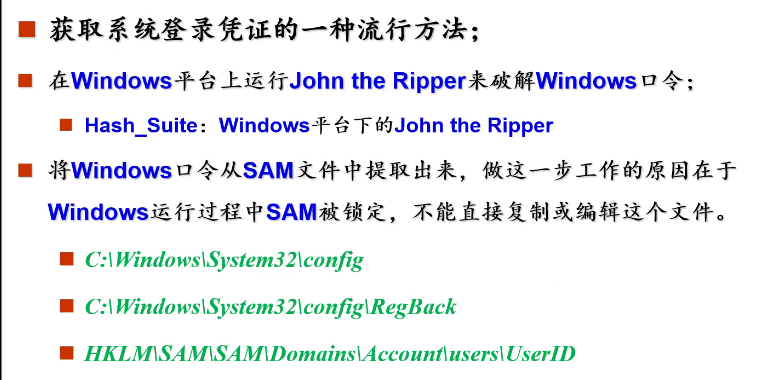 获取系统登录凭证的一种流行方法；
在Windows平台上运行John the Ripper来破解Windows口令；
Hash_Suite：Windows平台下的John the Ripper
将Windows口令从SAM文件中提取出来，做这一步工作的原因在于
Windows运行过程中SAM被锁定，不能直接复制或编辑这个文件。
C:\Windows\System32\config
C:\Windows\System32\config\RegBack
HKLM\SAM\SAM\Domains\Account\users\UserID